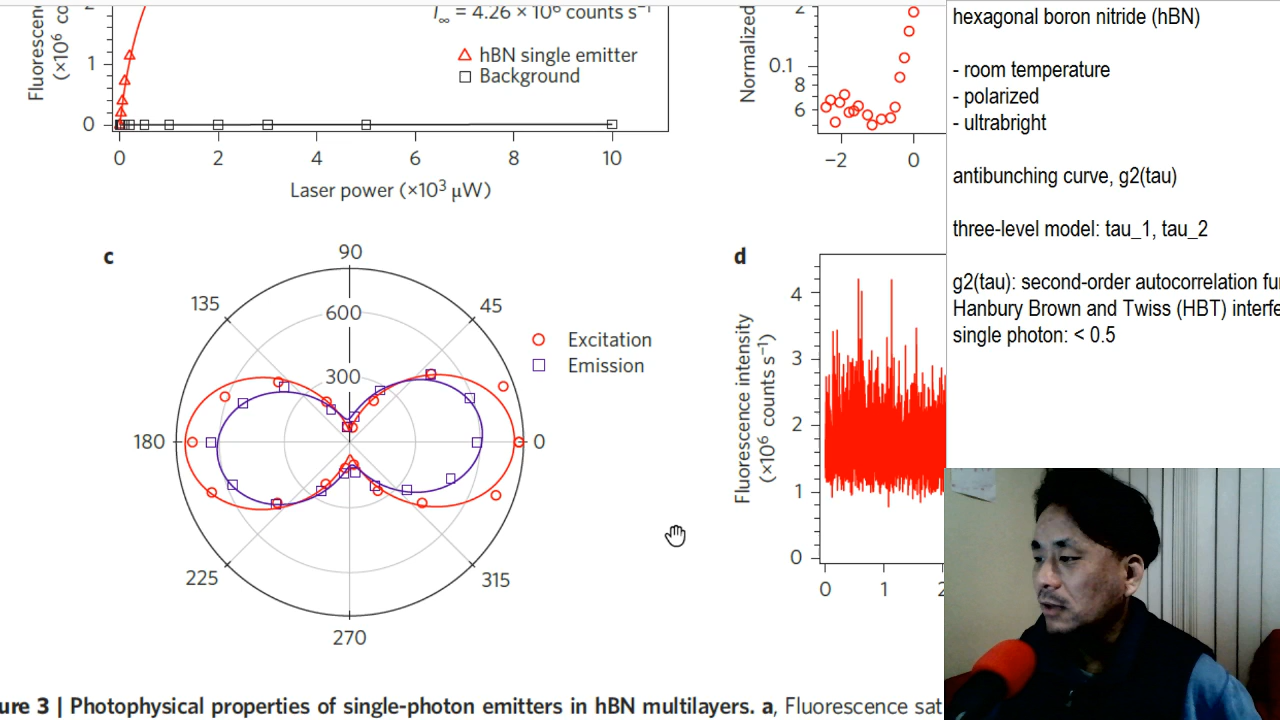 Fluorescenc
(×10⁶ co
1
0
I∞ = 4.26 × 10⁶ counts s⁻¹
hBN single emitter
Background
0 2 4 6 8 10
Laser power (×10³ µW)
Normalized
2
0.1
8
6
−2 0
c
90
135 45
600
300
Excitation
Emission
180 0
225 315
270
d
Fluorescence intensity
(×10⁶ counts s⁻¹)
4
3
2
1
0
0 1 2
ure 3 | Photophysical properties of single-photon emitters in hBN multilayers. a, Fluorescence sat
hexagonal boron nitride (hBN)
- room temperature
- polarized
- ultrabright
antibunching curve, g2(tau)
three-level model: tau_1, tau_2
g2(tau): second-order autocorrelation fu
Hanbury Brown and Twiss (HBT) interfe
single photon: < 0.5